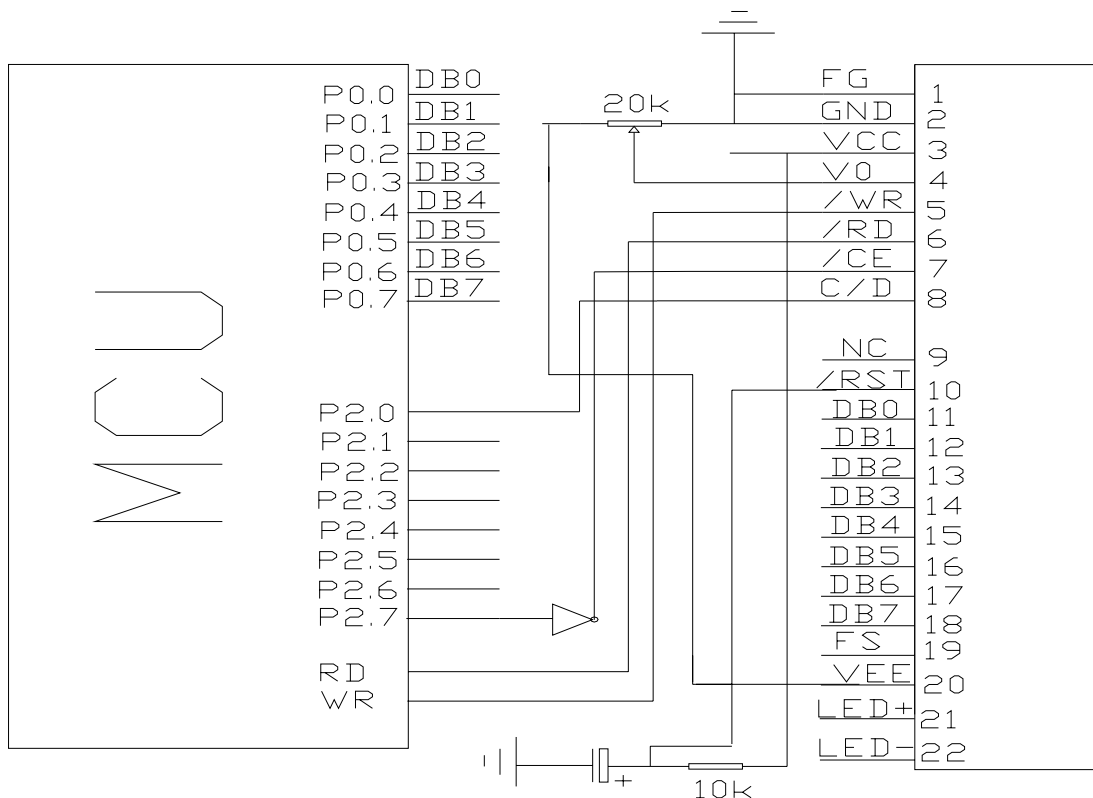 MCU
P0.0 DB0
P0.1 DB1
P0.2 DB2
P0.3 DB3
P0.4 DB4
P0.5 DB5
P0.6 DB6
P0.7 DB7
P2.0
P2.1
P2.2
P2.3
P2.4
P2.5
P2.6
P2.7
RD
WR
20k
10k
+
FG 1
GND 2
VCC 3
V0 4
/WR 5
/RD 6
/CE 7
C/D 8
NC 9
/RST 10
DB0 11
DB1 12
DB2 13
DB3 14
DB4 15
DB5 16
DB6 17
DB7 18
FS 19
VEE 20
LED+ 21
LED- 22